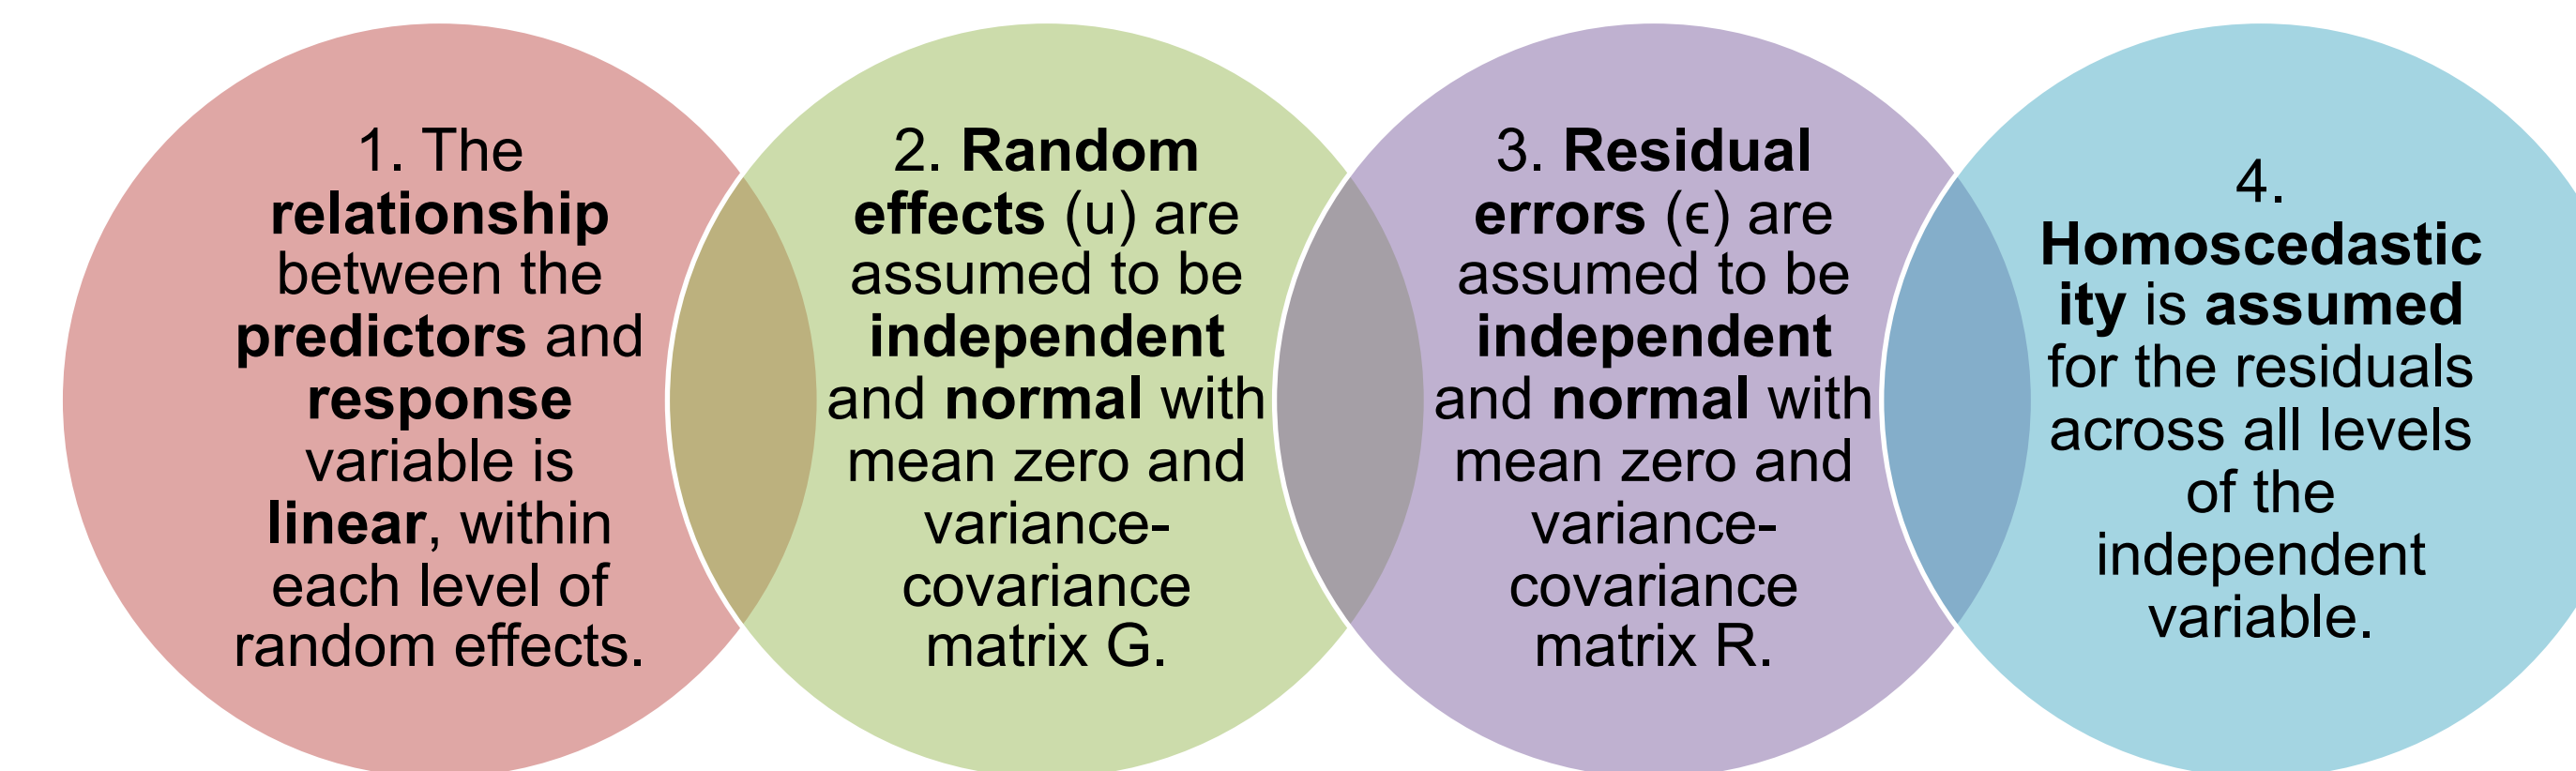 1. The
relationship
between the
predictors and
response
variable is
linear, within
each level of
random effects.
2. Random
effects (u) are
assumed to be
independent
and normal with
mean zero and
variance-
covariance
matrix G.
3. Residual
errors (ϵ) are
assumed to be
independent
and normal with
mean zero and
variance-
covariance
matrix R.
4.
Homoscedastic
ity is assumed
for the residuals
across all levels
of the
independent
variable.